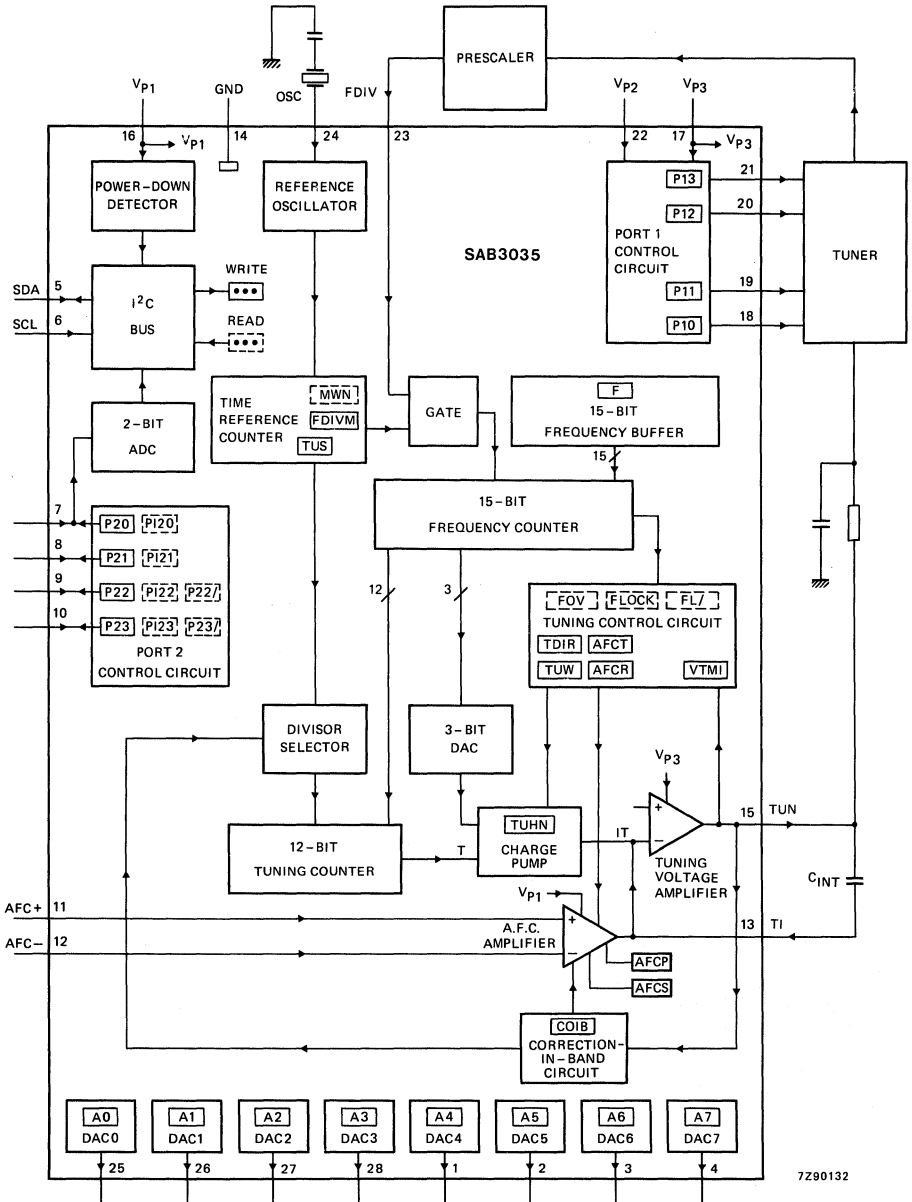 PRESCALER
OSC
FDIV
VP1
GND
VP2
VP3
16
VP1
14
24
23
22
17
VP3
POWER-DOWN
DETECTOR
REFERENCE
OSCILLATOR
SAB3035
P13
21
P12
20
PORT 1
CONTROL
CIRCUIT
P11
19
P10
18
TUNER
SDA
5
SCL
6
I2C
BUS
WRITE
READ
2-BIT
ADC
TIME
REFERENCE
COUNTER
MWN
FDIVM
TUS
GATE
F
15-BIT
FREQUENCY BUFFER
15
15-BIT
FREQUENCY COUNTER
7
P20 PI20
8
P21 PI21
9
P22 PI22 P22/
10
P23 PI23 P23/
PORT 2
CONTROL CIRCUIT
12
3
FOV FLOCK FL/
TUNING CONTROL CIRCUIT
TDIR AFCT
TUW AFCR VTMI
DIVISOR
SELECTOR
3-BIT
DAC
VP3
12-BIT
TUNING COUNTER
T
TUHN
CHARGE
PUMP
IT
+
−
15
TUN
TUNING
VOLTAGE
AMPLIFIER
CINT
VP1
AFC+
11
AFC−
12
+
−
A.F.C.
AMPLIFIER
13
TI
AFCP
AFCS
COIB
CORRECTION-
IN-BAND
CIRCUIT
A0 A1 A2 A3 A4 A5 A6 A7
DAC0 DAC1 DAC2 DAC3 DAC4 DAC5 DAC6 DAC7
25 26 27 28 1 2 3 4
7Z90132